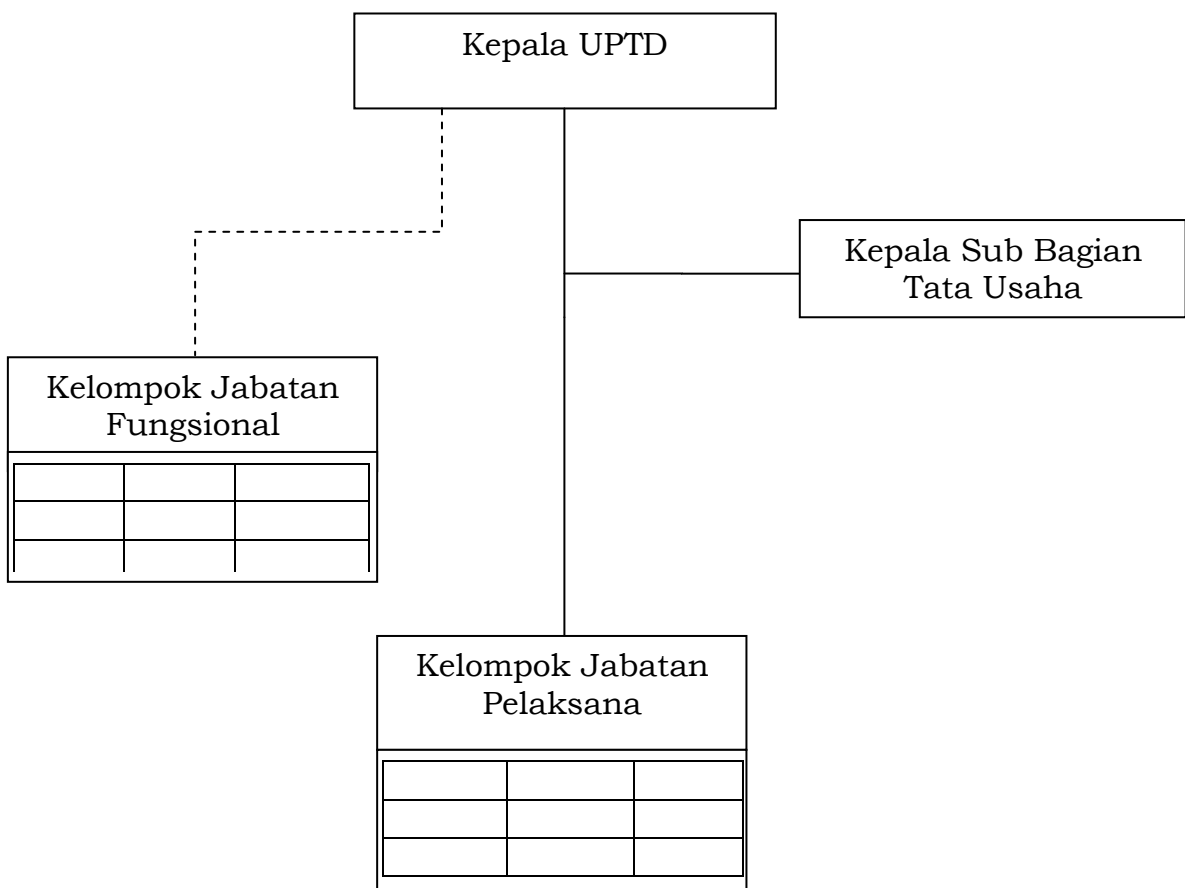 Kepala UPTD
Kepala Sub Bagian
Tata Usaha
Kelompok Jabatan
Fungsional
Kelompok Jabatan
Pelaksana